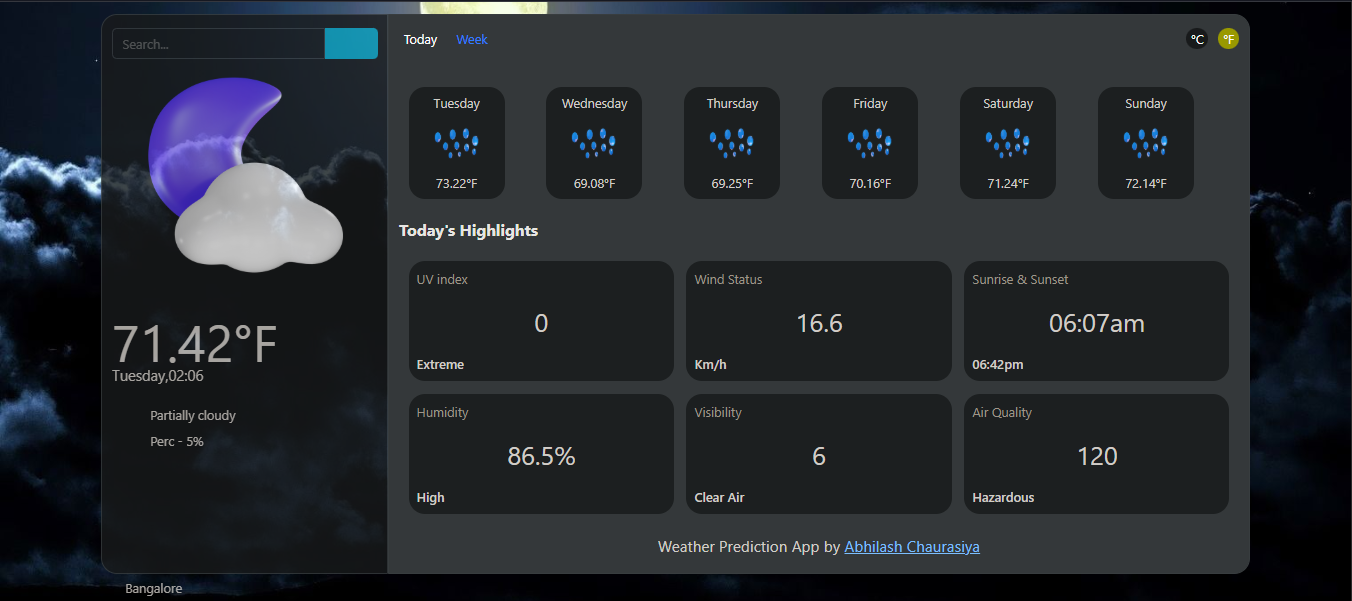 Search...
71.42°F
Tuesday,02:06
Partially cloudy
Perc - 5%
Bangalore
Today Week
°C °F
Tuesday Wednesday Thursday Friday Saturday Sunday
73.22°F 69.08°F 69.25°F 70.16°F 71.24°F 72.14°F
Today's Highlights
UV index
0
Extreme
Wind Status
16.6
Km/h
Sunrise & Sunset
06:07am
06:42pm
Humidity
86.5%
High
Visibility
6
Clear Air
Air Quality
120
Hazardous
Weather Prediction App by Abhilash Chaurasiya